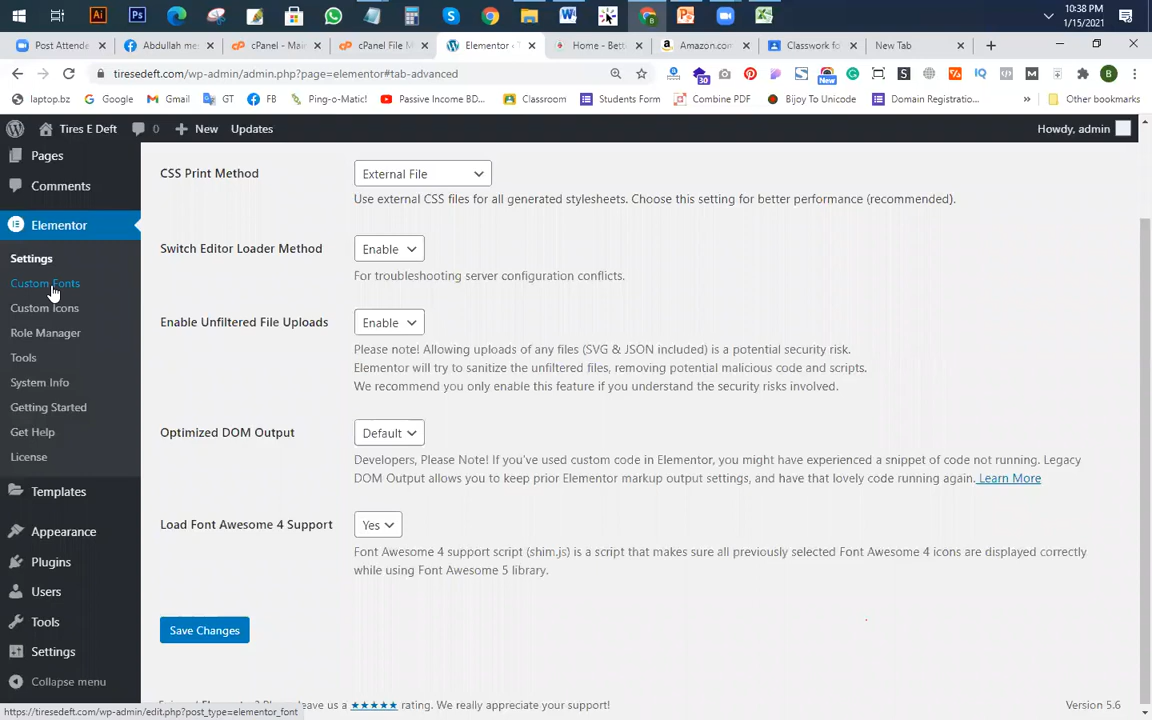 10:38 PM
1/15/2021
Post Attende
Abdullah me
cPanel - Mai
cPanel File M
Elementor ‹ T
Home - Bett
Amazon.com
Classwork fo
New Tab
tiresedeft.com/wp-admin/admin.php?page=elementor#tab-advanced
30
New
laptop.bz
Google
Gmail
GT
FB
Ping-o-Matic!
Passive Income BD...
Classroom
Students Form
Combine PDF
Bijoy To Unicode
Domain Registratio...
Other bookmarks
Tires E Deft
0
New
Updates
Howdy, admin
Pages
Comments
Elementor
Settings
Custom Fonts
Custom Icons
Role Manager
Tools
System Info
Getting Started
Get Help
License
Templates
Appearance
Plugins
Users
Tools
Settings
Collapse menu
CSS Print Method
External File
Use external CSS files for all generated stylesheets. Choose this setting for better performance (recommended).
Switch Editor Loader Method
Enable
For troubleshooting server configuration conflicts.
Enable Unfiltered File Uploads
Enable
Please note! Allowing uploads of any files (SVG & JSON included) is a potential security risk.
Elementor will try to sanitize the unfiltered files, removing potential malicious code and scripts.
We recommend you only enable this feature if you understand the security risks involved.
Optimized DOM Output
Default
Developers, Please Note! If you've used custom code in Elementor, you might have experienced a snippet of code not running. Legacy
DOM Output allows you to keep prior Elementor markup output settings, and have that lovely code running again. Learn More
Load Font Awesome 4 Support
Yes
Font Awesome 4 support script (shim.js) is a script that makes sure all previously selected Font Awesome 4 icons are displayed correctly
while using Font Awesome 5 library.
Save Changes
leave us a ★★★★★ rating. We really appreciate your support!
Version 5.6
https://tiresedeft.com/wp-admin/edit.php?post_type=elementor_font